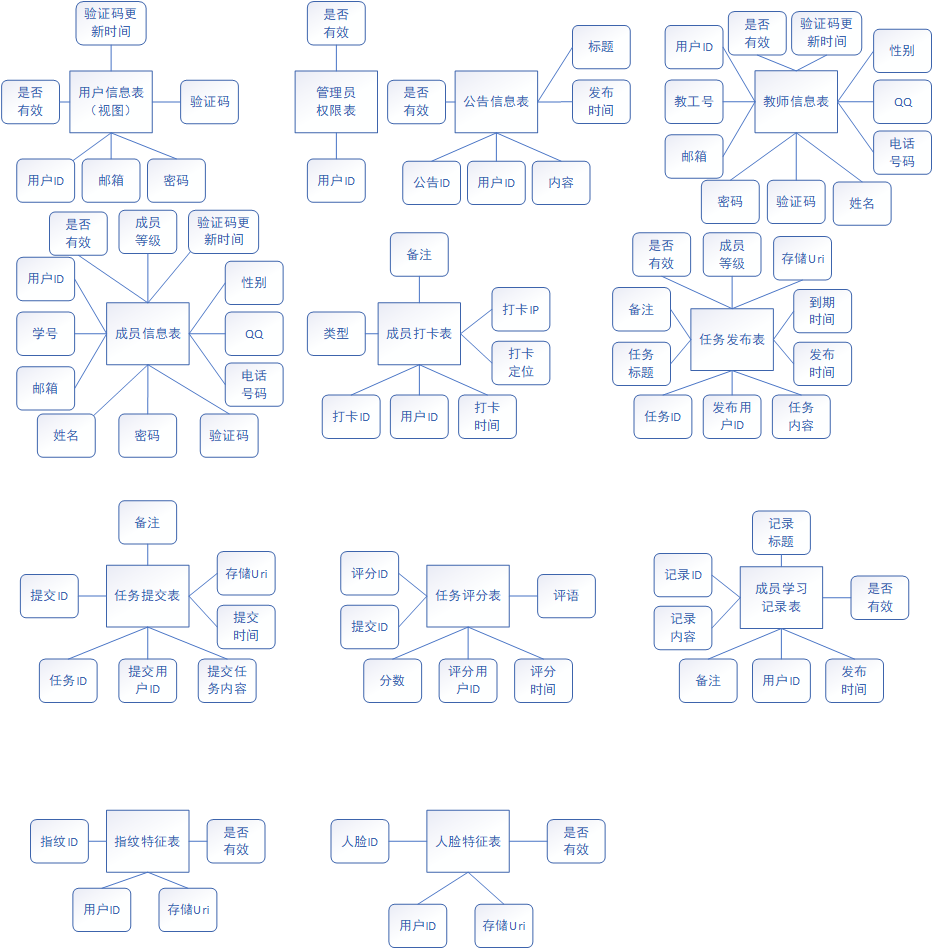 验证码更
新时间
是否
有效
用户信息表
（视图）
验证码
用户ID
邮箱
密码
是否
有效
管理员
权限表
用户ID
标题
是否
有效
公告信息表
发布
时间
公告ID
用户ID
内容
用户ID
是否
有效
验证码更
新时间
性别
教工号
教师信息表
QQ
邮箱
电话
号码
密码
验证码
姓名
是否
有效
成员
等级
验证码更
新时间
用户ID
性别
学号
成员信息表
QQ
邮箱
电话
号码
姓名
密码
验证码
备注
打卡IP
类型
成员打卡表
打卡
定位
打卡ID
用户ID
打卡
时间
是否
有效
成员
等级
存储Uri
备注
到期
时间
任务发布表
任务
标题
发布
时间
任务ID
发布用
户ID
任务
内容
备注
存储Uri
提交ID
任务提交表
提交
时间
任务ID
提交用
户ID
提交任
务内容
评分ID
任务评分表
评语
提交ID
分数
评分用
户ID
评分
时间
记录
标题
记录ID
成员学习
记录表
是否
有效
记录
内容
备注
用户ID
发布
时间
指纹ID
指纹特征表
是否
有效
用户ID
存储Uri
人脸ID
人脸特征表
是否
有效
用户ID
存储Uri